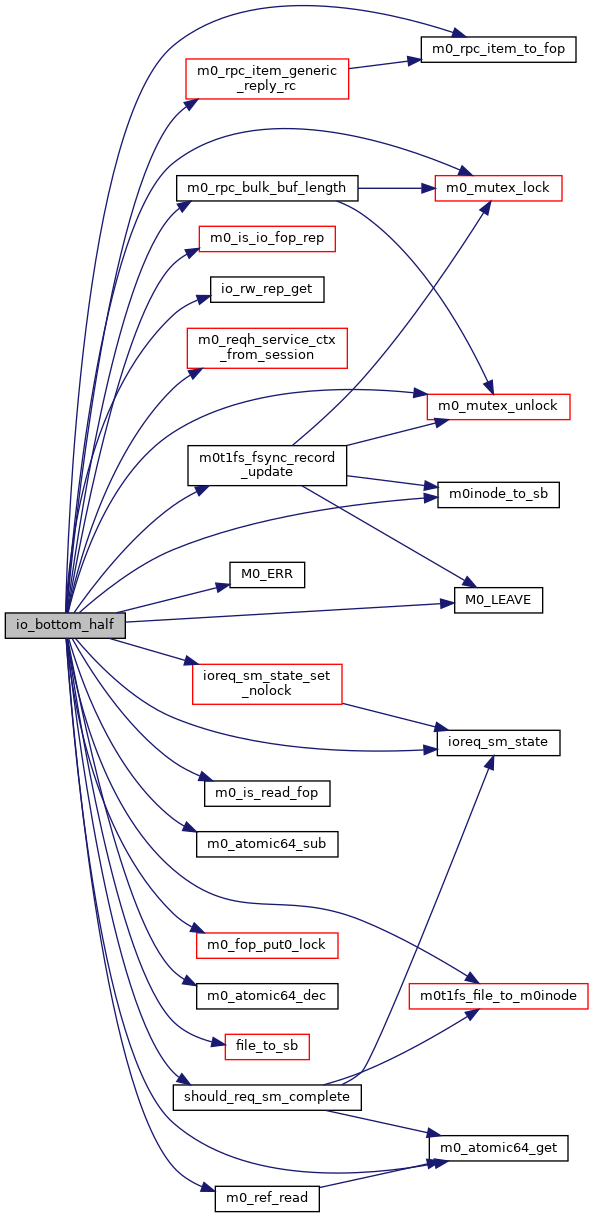 m0_rpc_item_to_fop
m0_rpc_item_generic
_reply_rc
m0_rpc_bulk_buf_length
m0_mutex_lock
m0_is_io_fop_rep
io_rw_rep_get
m0_reqh_service_ctx
_from_session
m0_mutex_unlock
m0t1fs_fsync_record
_update
m0inode_to_sb
M0_ERR
M0_LEAVE
io_bottom_half
ioreq_sm_state_set
_nolock
ioreq_sm_state
m0_is_read_fop
m0_atomic64_sub
m0_fop_put0_lock
m0_atomic64_dec
m0t1fs_file_to_m0inode
file_to_sb
should_req_sm_complete
m0_atomic64_get
m0_ref_read